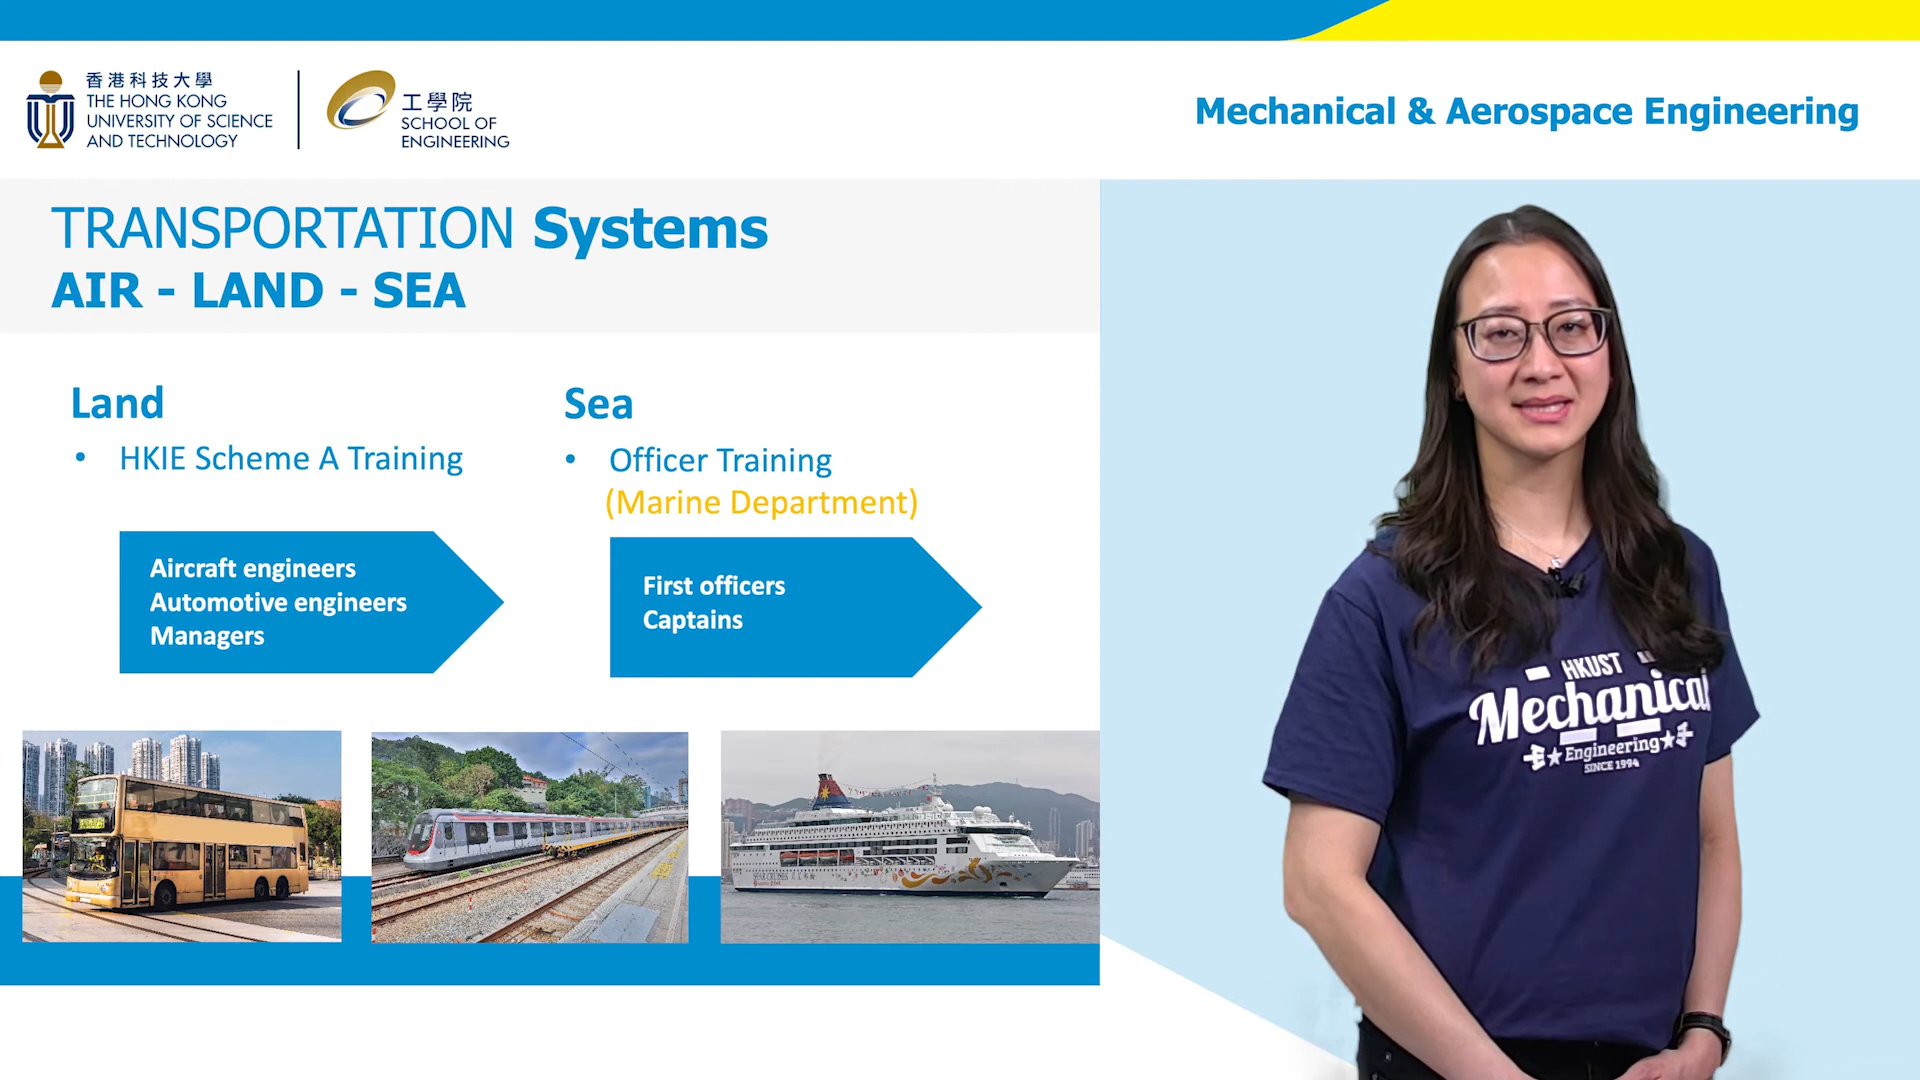 香港科技大學
THE HONG KONG
UNIVERSITY OF SCIENCE
AND TECHNOLOGY
工學院
SCHOOL OF
ENGINEERING
Mechanical & Aerospace Engineering
TRANSPORTATION Systems
AIR - LAND - SEA
Land
• HKIE Scheme A Training
Aircraft engineers
Automotive engineers
Managers
Sea
• Officer Training
(Marine Department)
First officers
Captains
STAR CRUISES
HKUST
Mechanical
Engineering
SINCE 1994